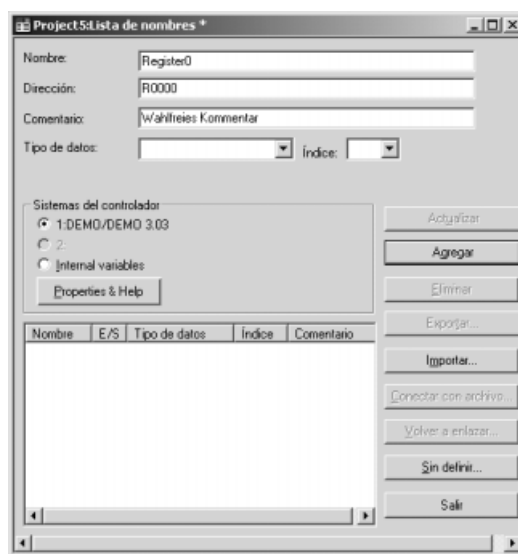 Project5:Lista de nombres *
Nombre: Register0
Dirección: R0000
Comentario: Wahlfreies Kommentar
Tipo de datos: Índice:
Sistemas del controlador
1:DEMO/DEMO 3.03
2:
Internal variables
Properties & Help
Actualizar
Agregar
Eliminar
Exportar...
Importar...
Conectar con archivo...
Volver a enlazar...
Sin definir...
Salir
Nombre E/S Tipo de datos Índice Comentario